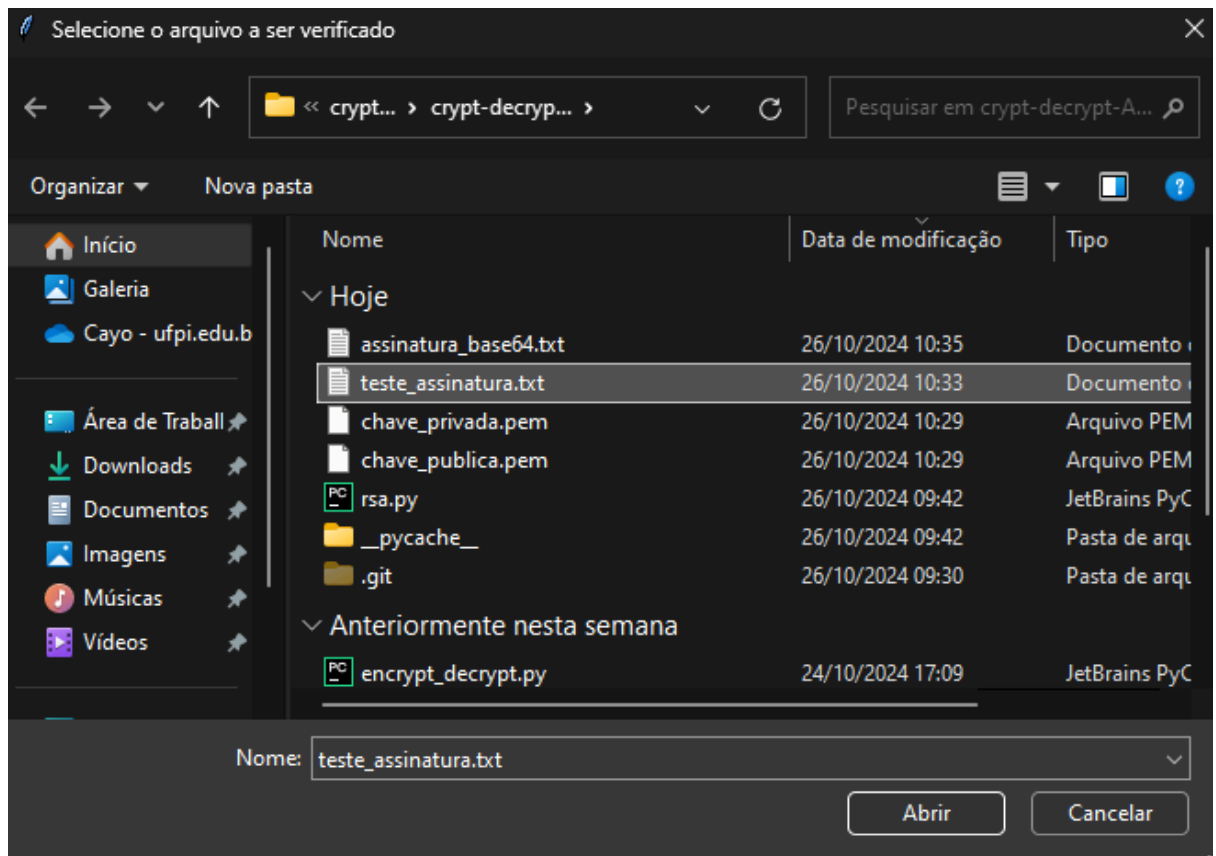 Selecione o arquivo a ser verificado
« crypt... › crypt-decryp... ›
Pesquisar em crypt-decrypt-A...
Organizar
Nova pasta
Nome Data de modificação Tipo
Início
Galeria
Cayo - ufpi.edu.b
Área de Traball
Downloads
Documentos
Imagens
Músicas
Vídeos
Hoje
assinatura_base64.txt 26/10/2024 10:35 Documento
teste_assinatura.txt 26/10/2024 10:33 Documento
chave_privada.pem 26/10/2024 10:29 Arquivo PEM
chave_publica.pem 26/10/2024 10:29 Arquivo PEM
PC rsa.py 26/10/2024 09:42 JetBrains PyC
__pycache__ 26/10/2024 09:42 Pasta de arqu
.git 26/10/2024 09:30 Pasta de arqu
Anteriormente nesta semana
PC encrypt_decrypt.py 24/10/2024 17:09 JetBrains PyC
Nome: teste_assinatura.txt
Abrir Cancelar